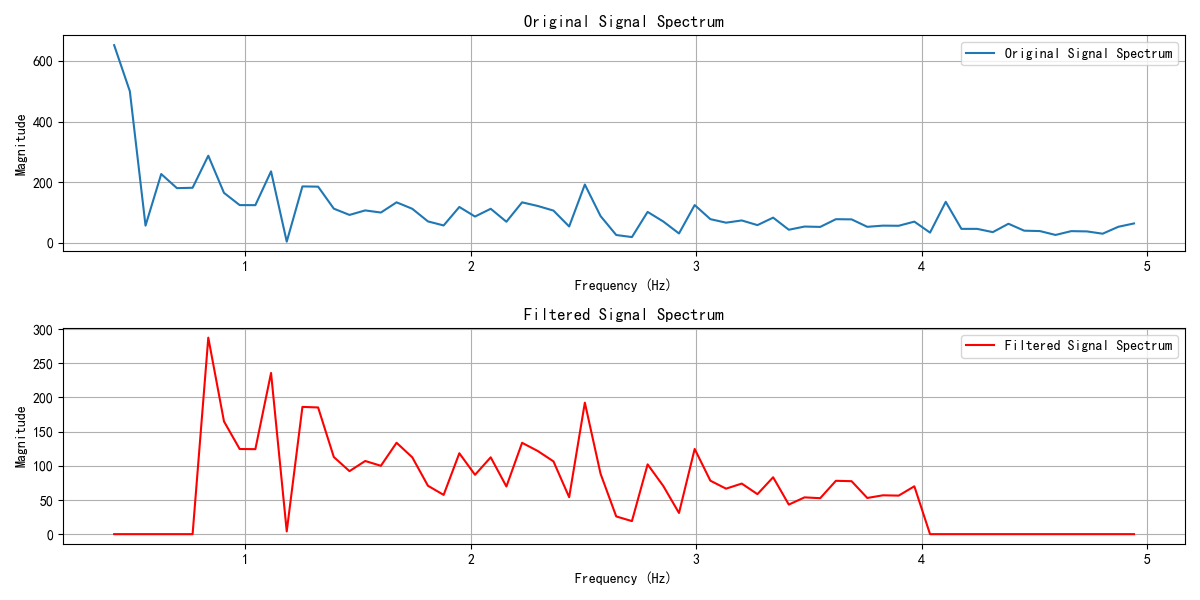 Original Signal Spectrum
Original Signal Spectrum
Magnitude
600
400
200
0
1 2 3 4 5
Frequency (Hz)
Filtered Signal Spectrum
Filtered Signal Spectrum
Magnitude
300
250
200
150
100
50
0
1 2 3 4 5
Frequency (Hz)